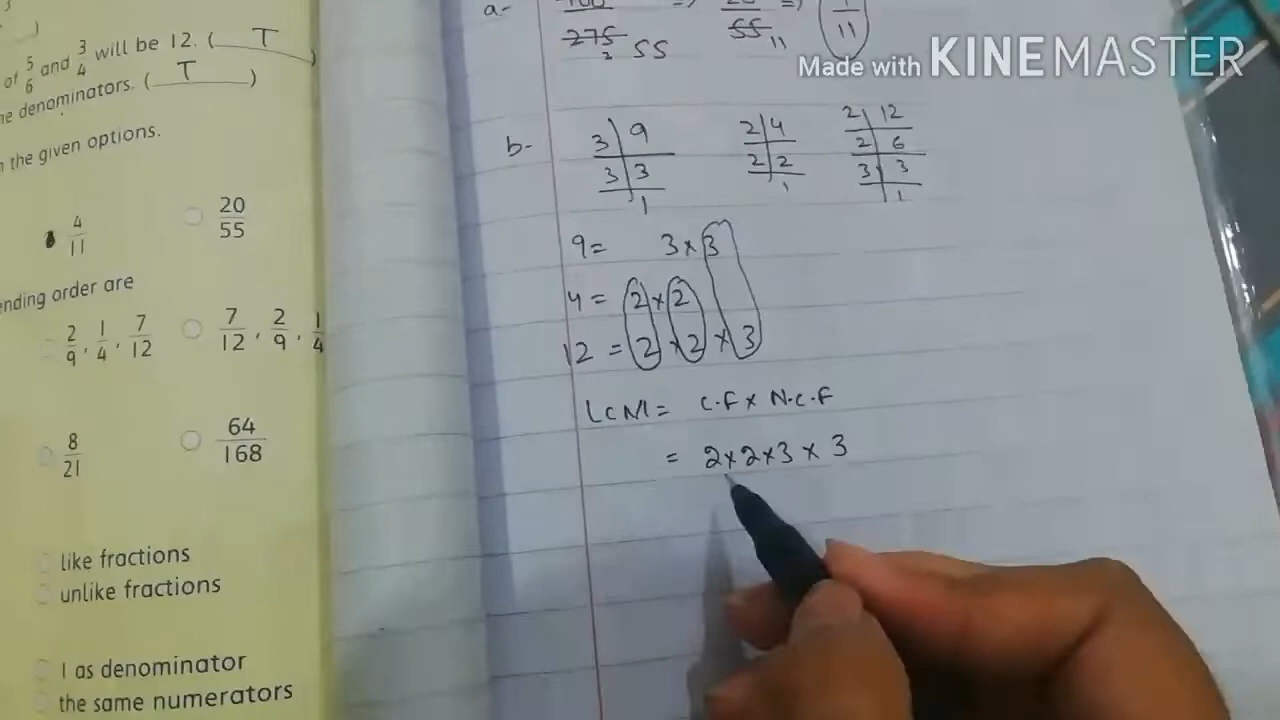 of 5/6 and 3/4 will be 12. ( T )
denominators. ( T )
the given options.
4/11
20/55
order are
2/9, 1/4, 7/12
7/12, 2/9, 1/4
8/21
64/168
like fractions
unlike fractions
1 as denominator
the same numerators
Made with KINEMASTER
a-
275 55
55 11
11
b-
3 9
3 3
1
2 4
2 2
1
2 12
2 6
3 3
1
9 = 3 × 3
4 = 2 × 2
12 = 2 × 2 × 3
LCM = C.F × N.C.F
= 2×2×3 × 3